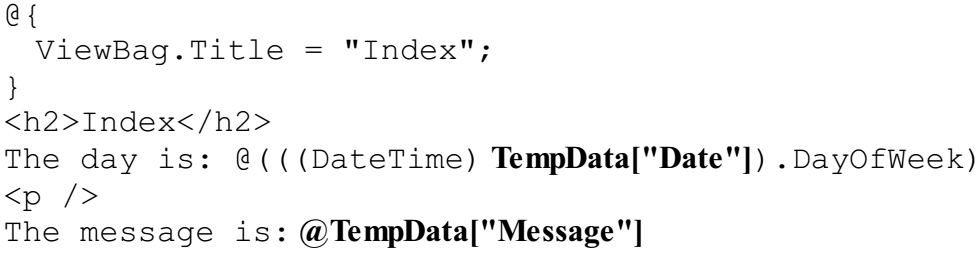 @{
  ViewBag.Title = "Index";
}
<h2>Index</h2>
The day is: @(((DateTime) TempData["Date"]).DayOfWeek)
<p />
The message is: @TempData["Message"]